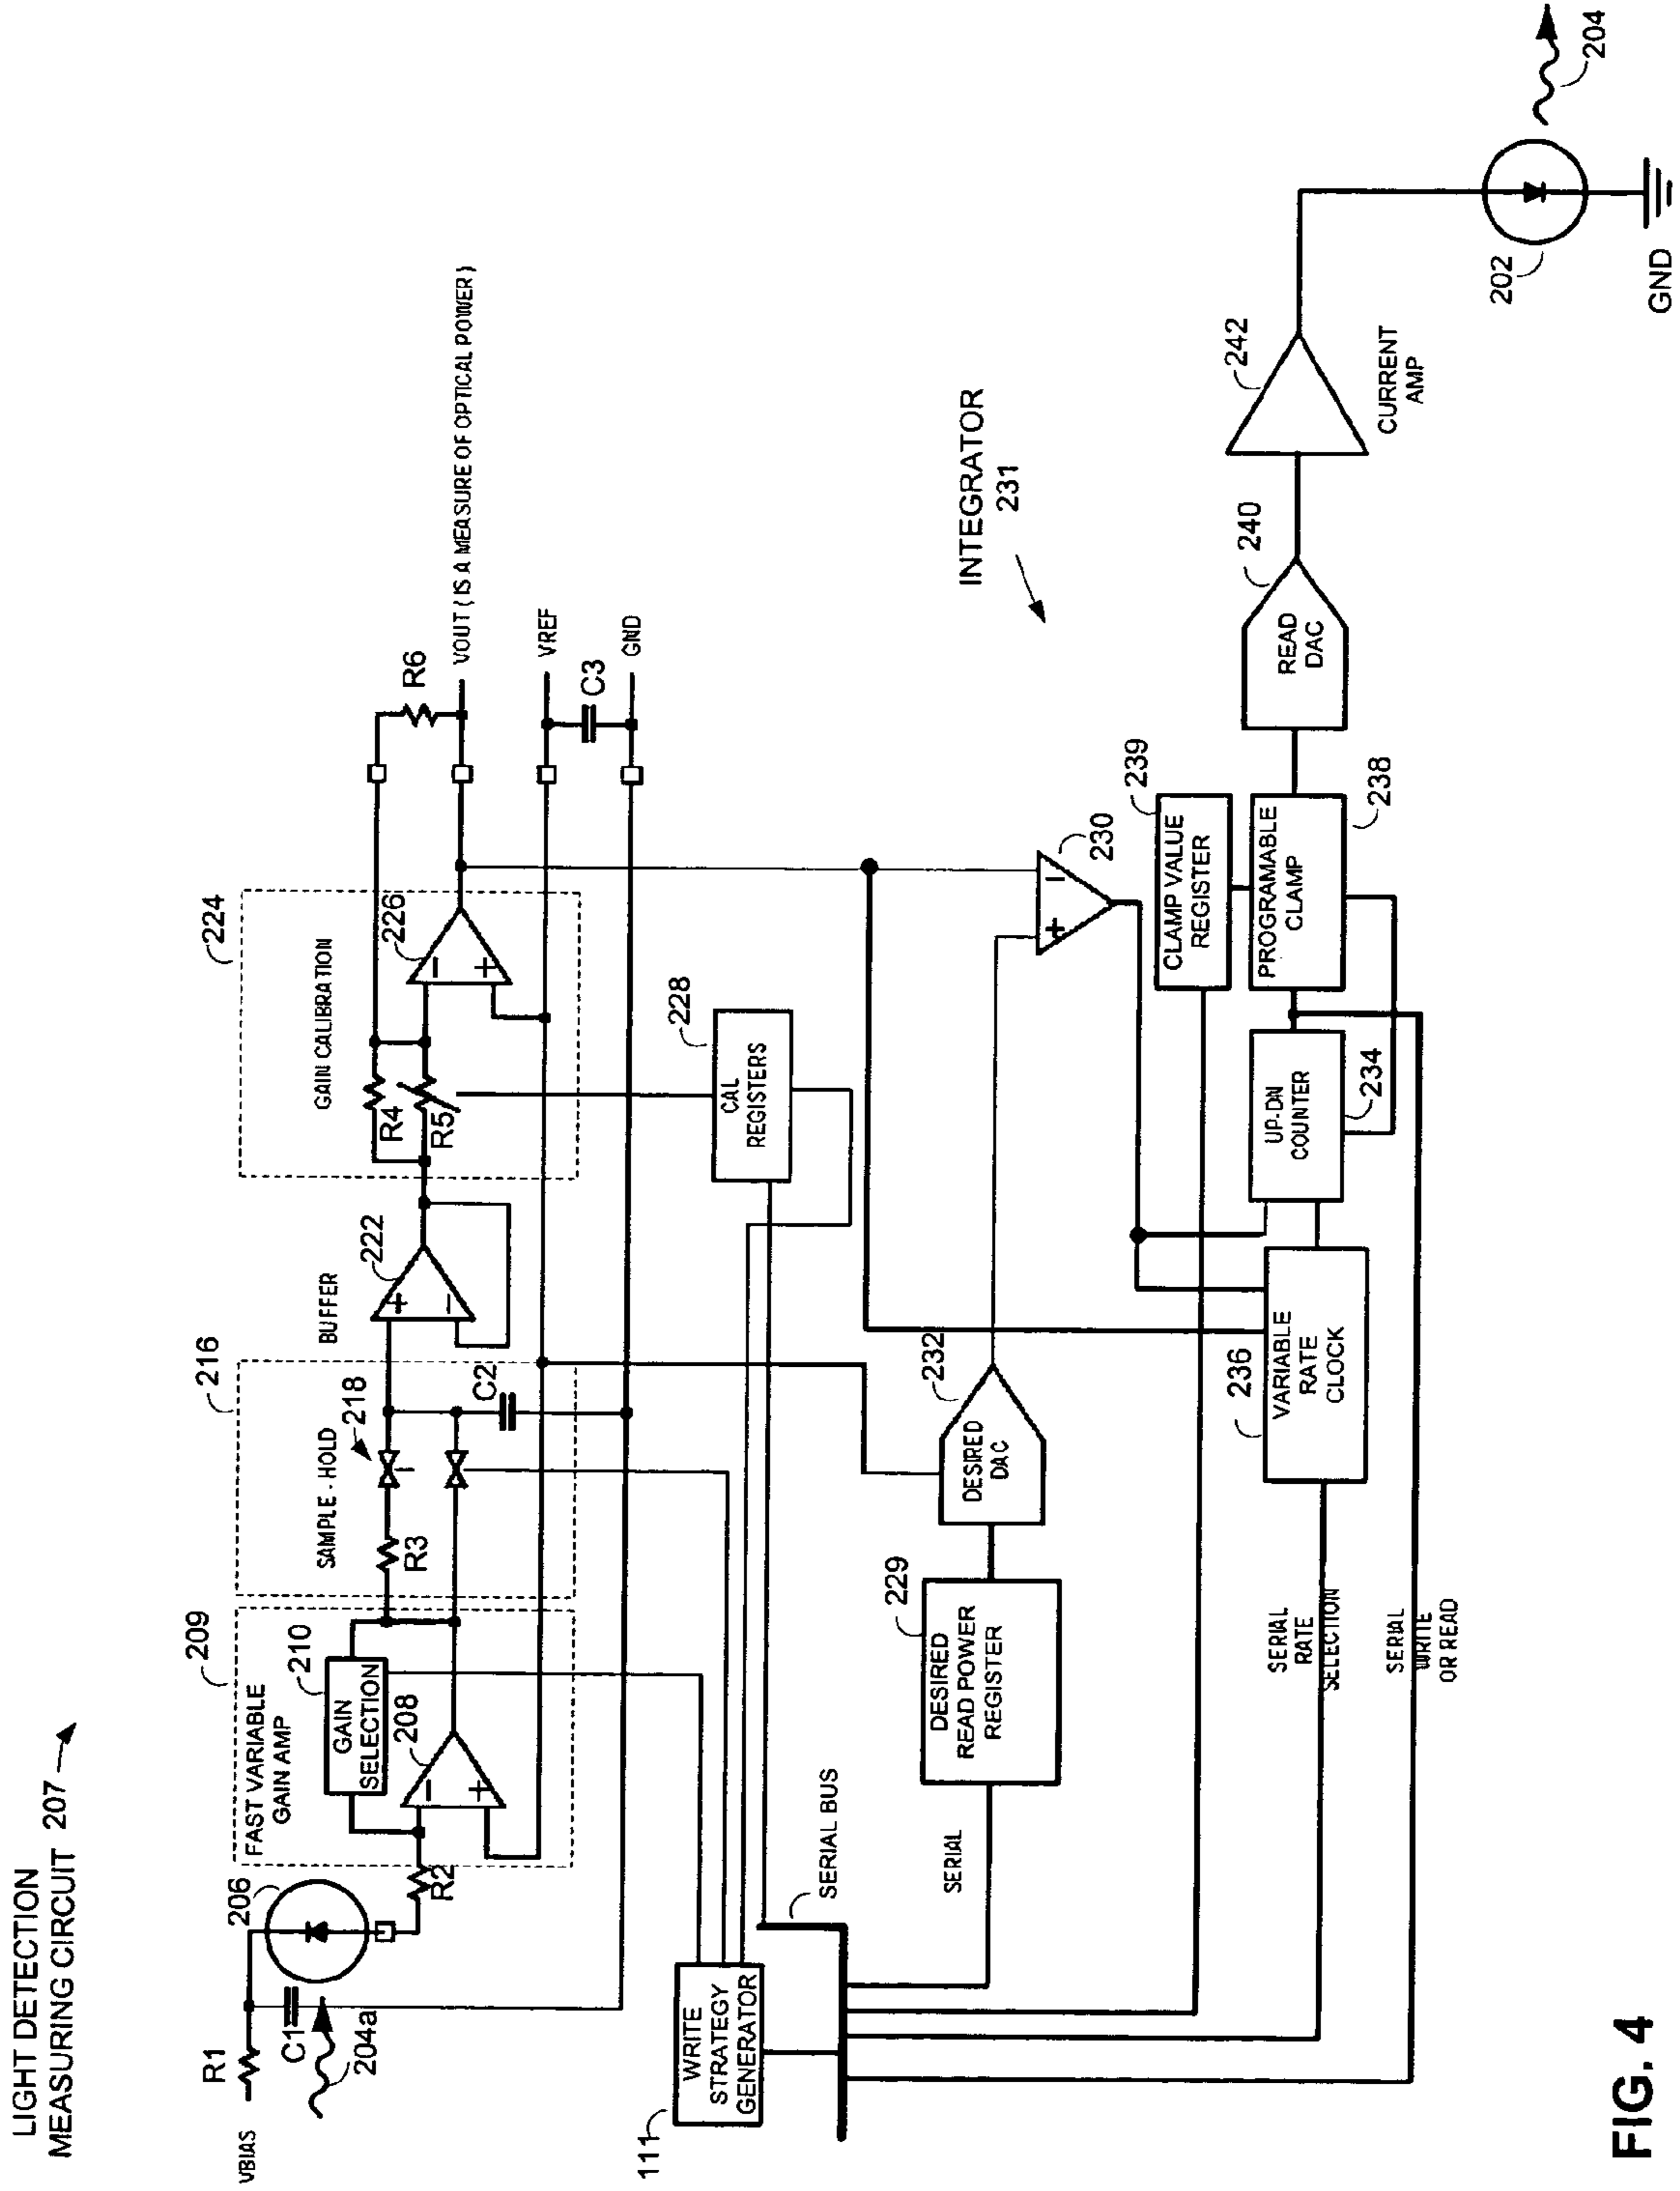 LIGHT DETECTION
MEASURING CIRCUIT 207
VBIAS
R1
C1
204a
206
R2
209
FAST VARIABLE
GAIN AMP
GAIN
SELECTION
210
208
−
+
216
SAMPLE - HOLD
218
R3
C2
BUFFER
222
+
−
224
GAIN CALIBRATION
R4
R5
226
−
+
R6
VOUT ( IS A MEASURE OF OPTICAL POWER )
VREF
C3
GND
111
WRITE
STRATEGY
GENERATOR
SERIAL BUS
228
CAL
REGISTERS
SERIAL
229
DESIRED
READ POWER
REGISTER
232
DESIRED
DAC
+
−
230
INTEGRATOR
231
239
CLAMP VALUE
REGISTER
236
VARIABLE
RATE
CLOCK
UP-DN
COUNTER
234
PROGRAMABLE
CLAMP
238
READ
DAC
240
242
CURRENT
AMP
202
204
GND
SERIAL
RATE
SELECTION
SERIAL
WRITE
OR READ
FIG. 4